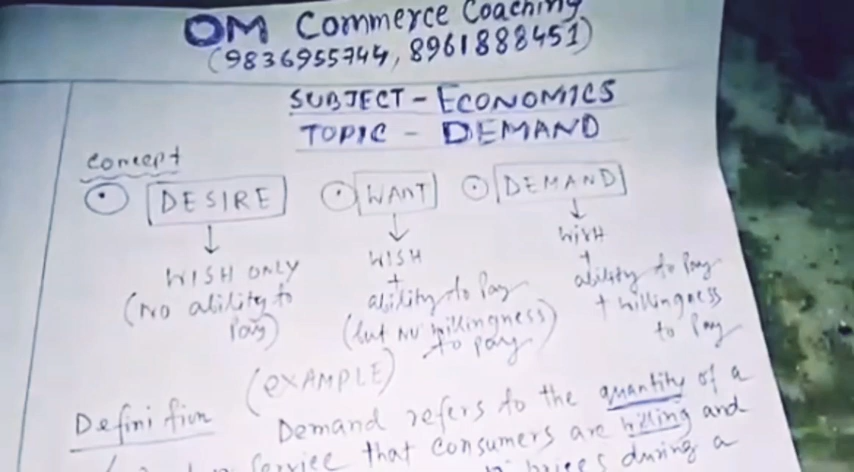 OM Commerce Coaching
(9836955744, 8961888451)
SUBJECT - ECONOMICS
TOPIC - DEMAND
Concept
DESIRE WANT DEMAND
WISH ONLY
(NO ability to
Pay)
WISH
+
ability to Pay
(but NO willingness)
to pay
WISH
+
ability to Pay
+ willingness
to Pay
(EXAMPLE)
Definition Demand refers to the quantity of a
service that consumers are willing and
prices during a